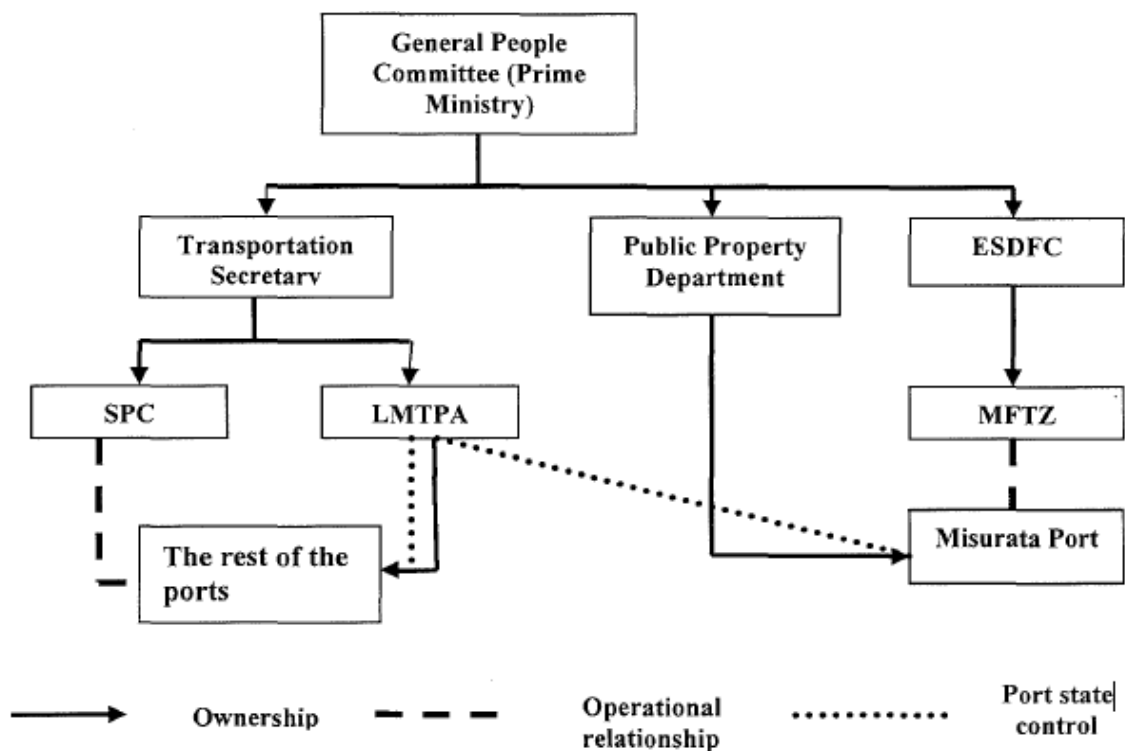 General People
Committee (Prime
Ministry)
Transportation
Secretary
Public Property
Department
ESDFC
SPC
LMTPA
MFTZ
The rest of the
ports
Misurata Port
Ownership
Operational
relationship
Port state
control